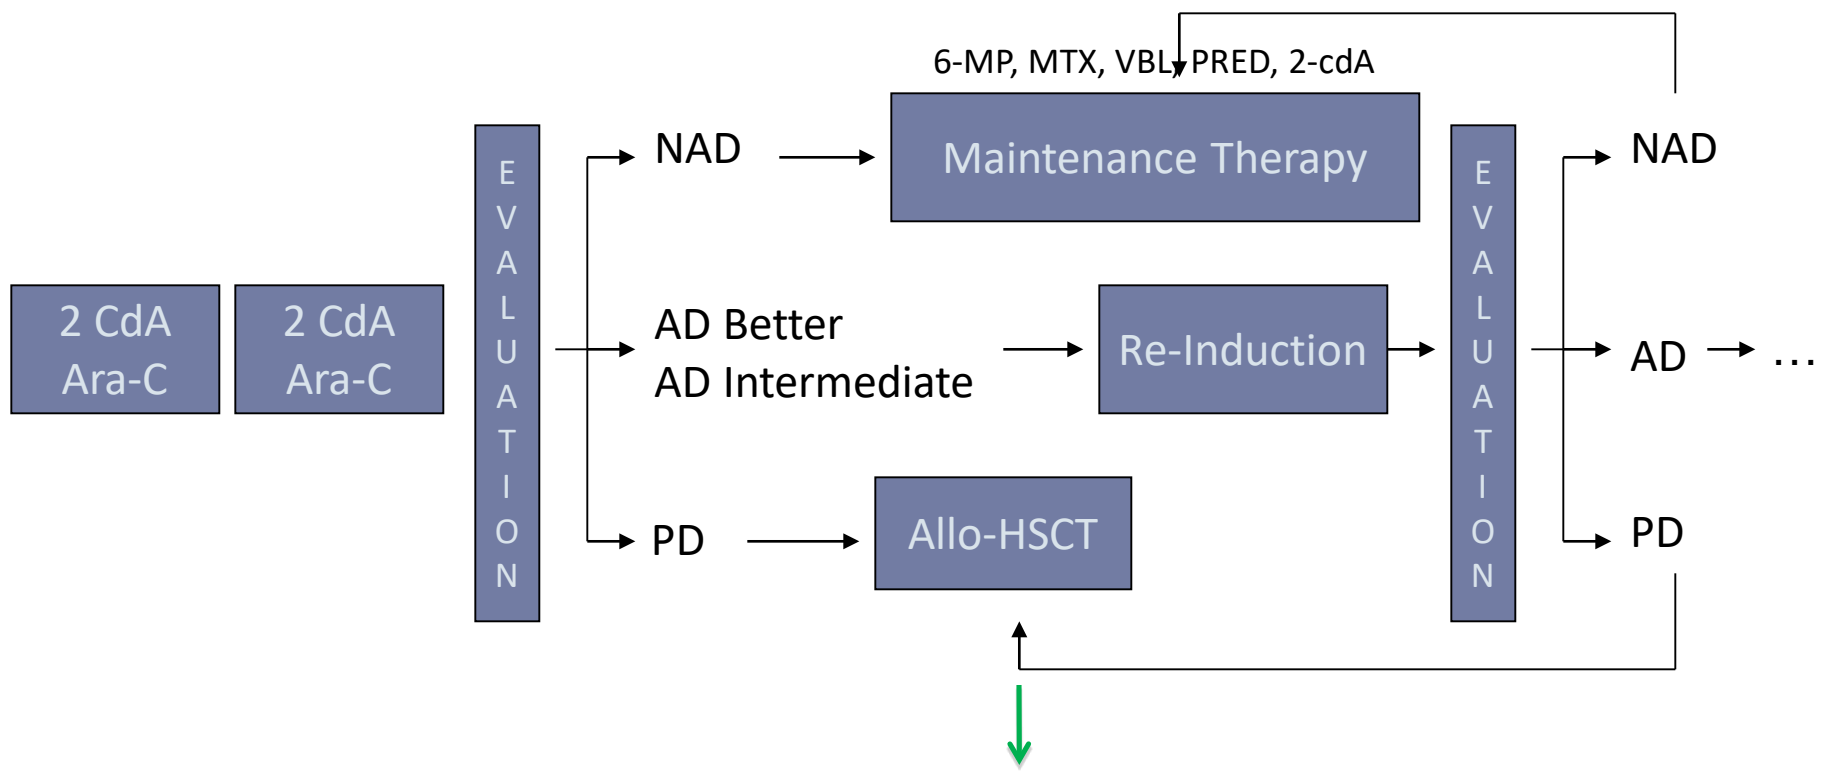 6-MP, MTX, VBL, PRED, 2-cdA
2 CdA
Ara-C
2 CdA
Ara-C
EVALUATION
NAD
Maintenance Therapy
AD Better
AD Intermediate
Re-Induction
PD
Allo-HSCT
EVALUATION
NAD
AD
...
PD